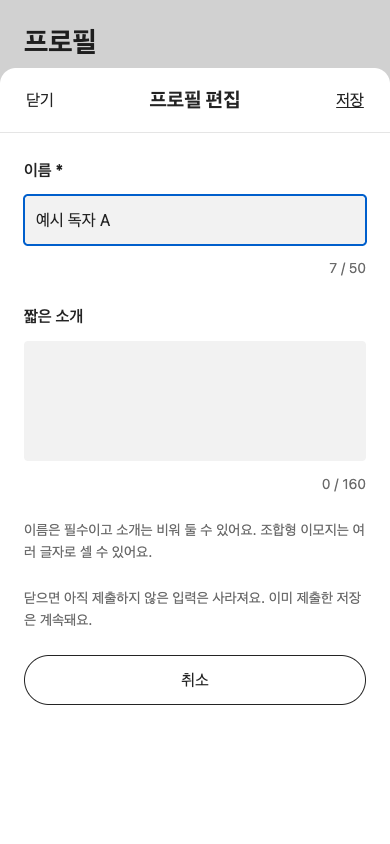 프로필
닫기
프로필 편집
저장
이름 *
예시 독자 A
7 / 50
짧은 소개
0 / 160
이름은 필수이고 소개는 비워 둘 수 있어요. 조합형 이모지는 여
러 글자로 셀 수 있어요.
닫으면 아직 제출하지 않은 입력은 사라져요. 이미 제출한 저장
은 계속돼요.
취소